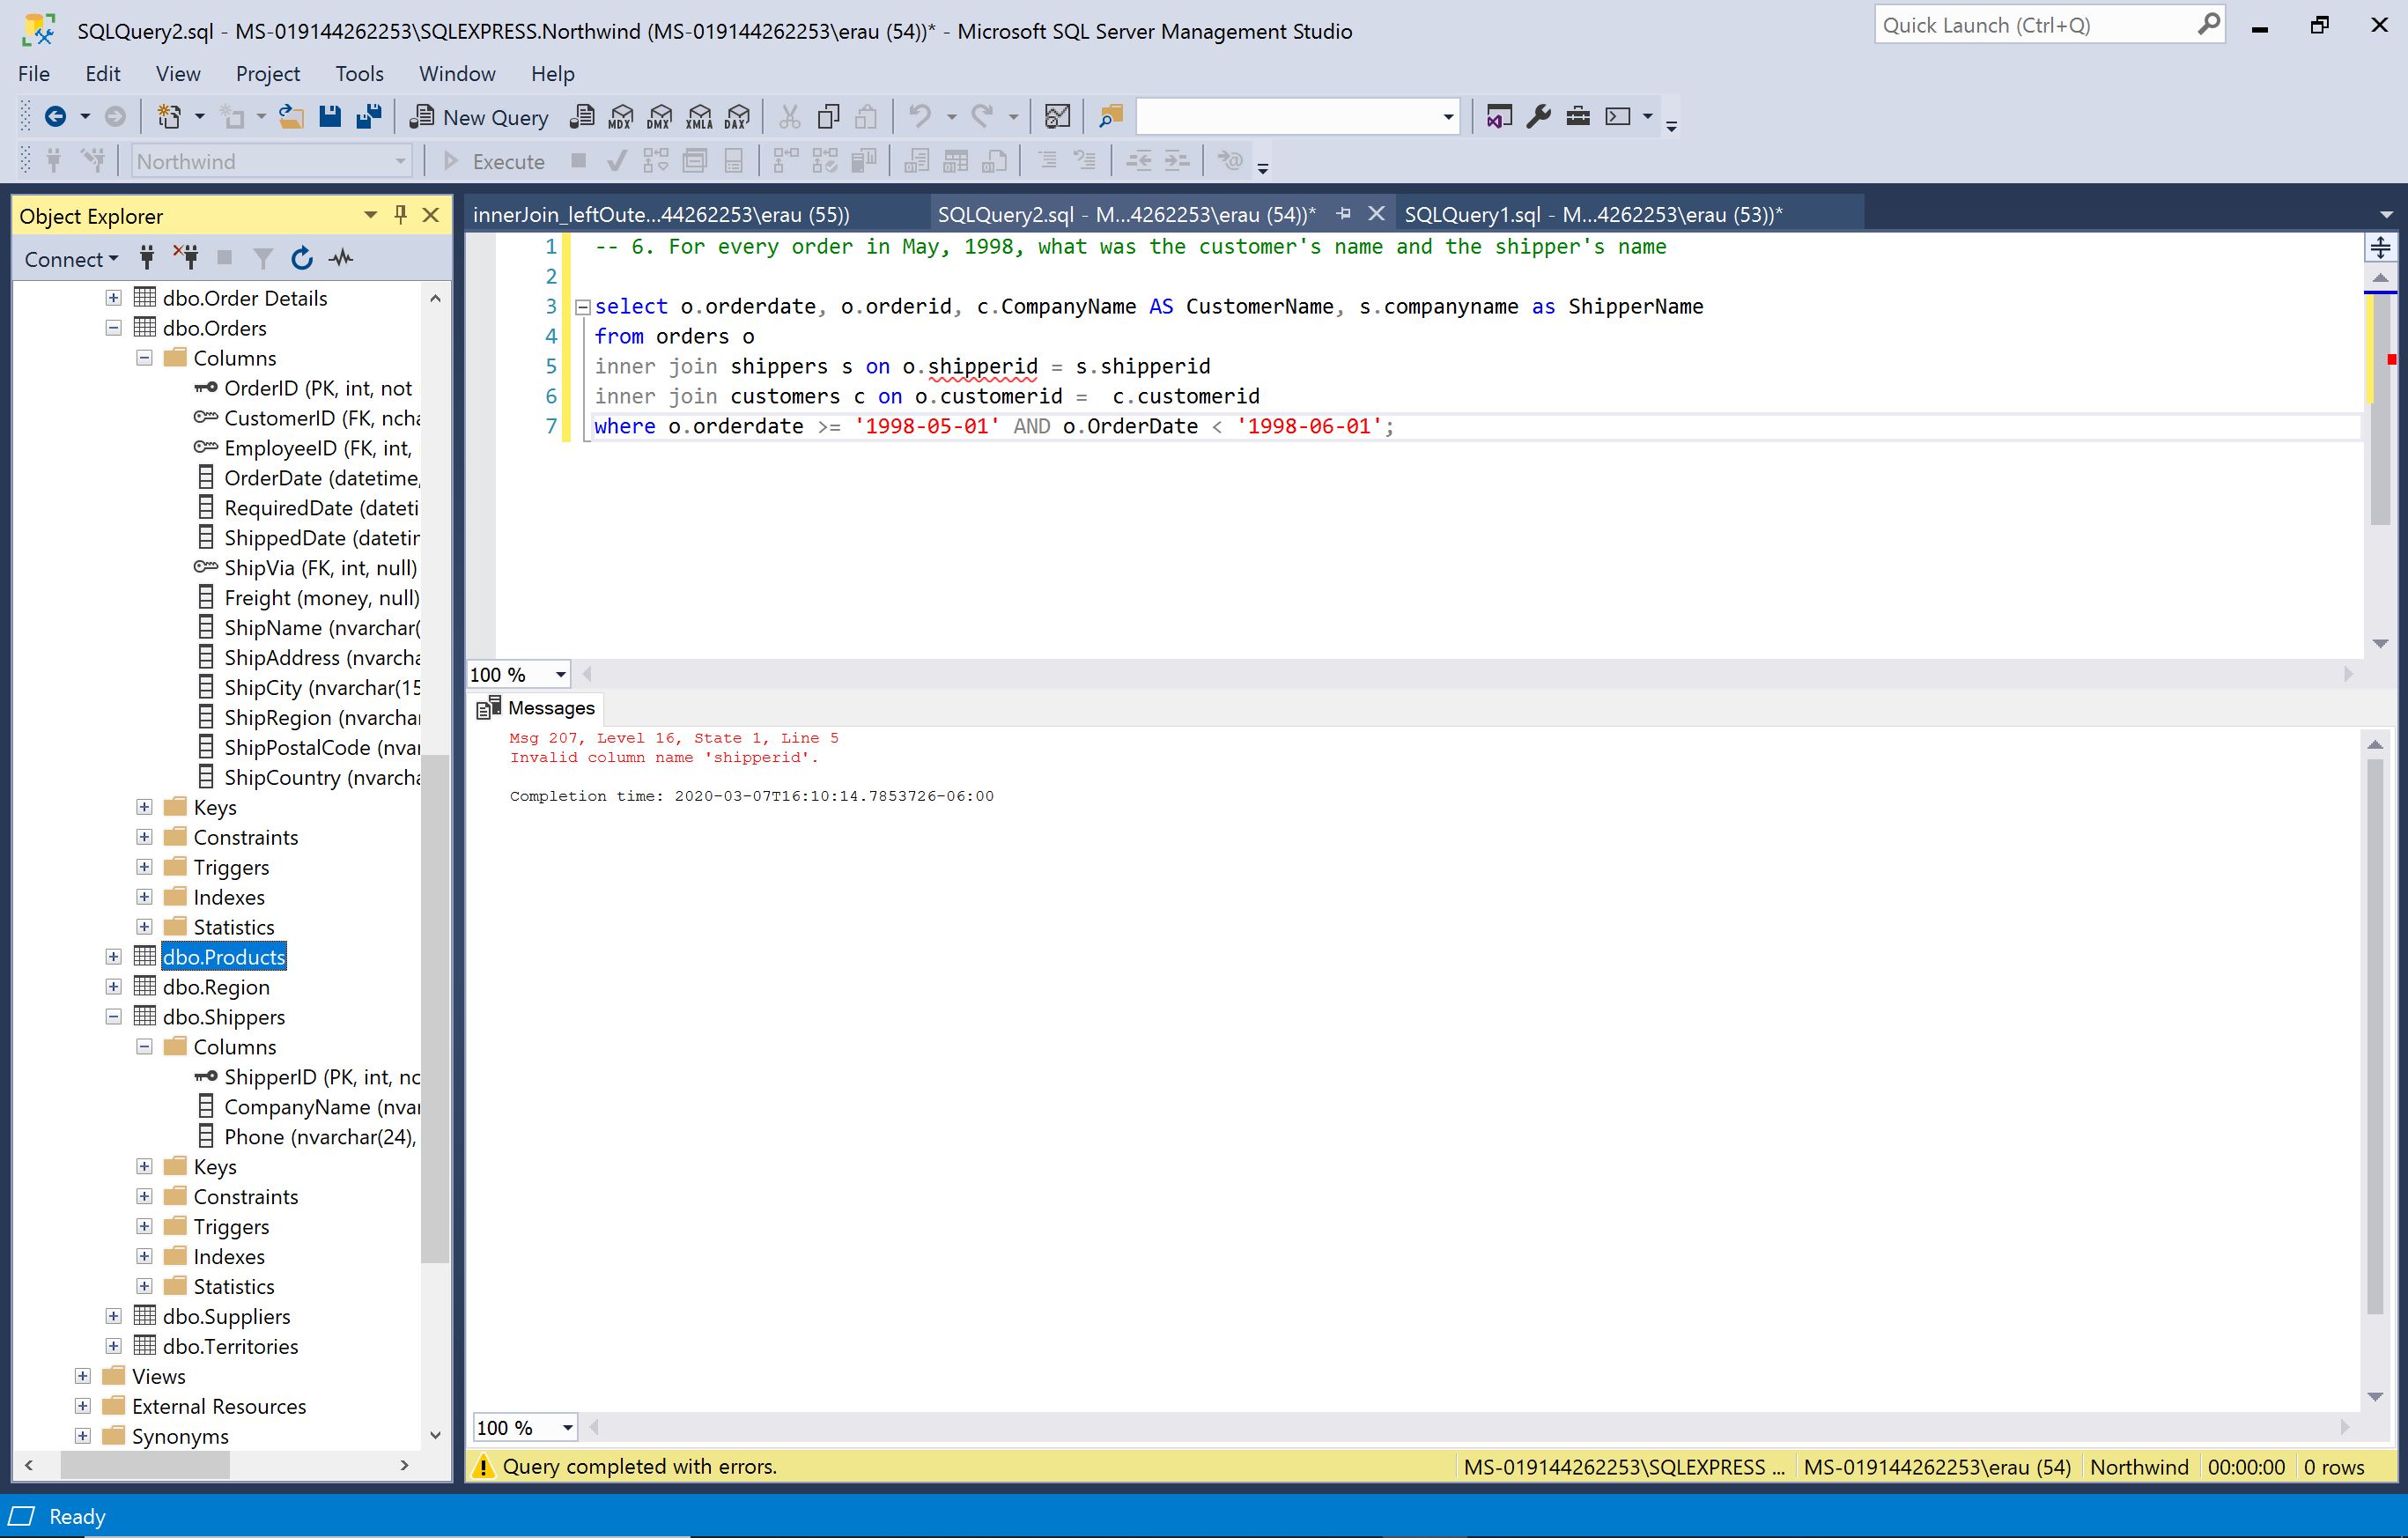 SQLQuery2.sql - MS-019144262253\SQLEXPRESS.Northwind (MS-019144262253\erau (54))* - Microsoft SQL Server Management Studio
Quick Launch (Ctrl+Q)
File Edit View Project Tools Window Help
New Query MDX DMX XMLA DAX
Northwind Execute
Object Explorer
Connect
dbo.Order Details
dbo.Orders
Columns
OrderID (PK, int, not
CustomerID (FK, ncha
EmployeeID (FK, int,
OrderDate (datetime,
RequiredDate (dateti
ShippedDate (datetin
ShipVia (FK, int, null)
Freight (money, null)
ShipName (nvarchar(
ShipAddress (nvarcha
ShipCity (nvarchar(15
ShipRegion (nvarchar
ShipPostalCode (nvar
ShipCountry (nvarcha
Keys
Constraints
Triggers
Indexes
Statistics
dbo.Products
dbo.Region
dbo.Shippers
Columns
ShipperID (PK, int, no
CompanyName (nvar
Phone (nvarchar(24),
Keys
Constraints
Triggers
Indexes
Statistics
dbo.Suppliers
dbo.Territories
Views
External Resources
Synonyms
innerJoin_leftOute...44262253\erau (55)) SQLQuery2.sql - M...4262253\erau (54))* SQLQuery1.sql - M...4262253\erau (53))*
1 -- 6. For every order in May, 1998, what was the customer's name and the shipper's name
2
3 select o.orderdate, o.orderid, c.CompanyName AS CustomerName, s.companyname as ShipperName
4 from orders o
5 inner join shippers s on o.shipperid = s.shipperid
6 inner join customers c on o.customerid =  c.customerid
7 where o.orderdate >= '1998-05-01' AND o.OrderDate < '1998-06-01';
100 %
Messages
Msg 207, Level 16, State 1, Line 5
Invalid column name 'shipperid'.
Completion time: 2020-03-07T16:10:14.7853726-06:00
100 %
Query completed with errors. MS-019144262253\SQLEXPRESS ... MS-019144262253\erau (54) Northwind 00:00:00 0 rows
Ready